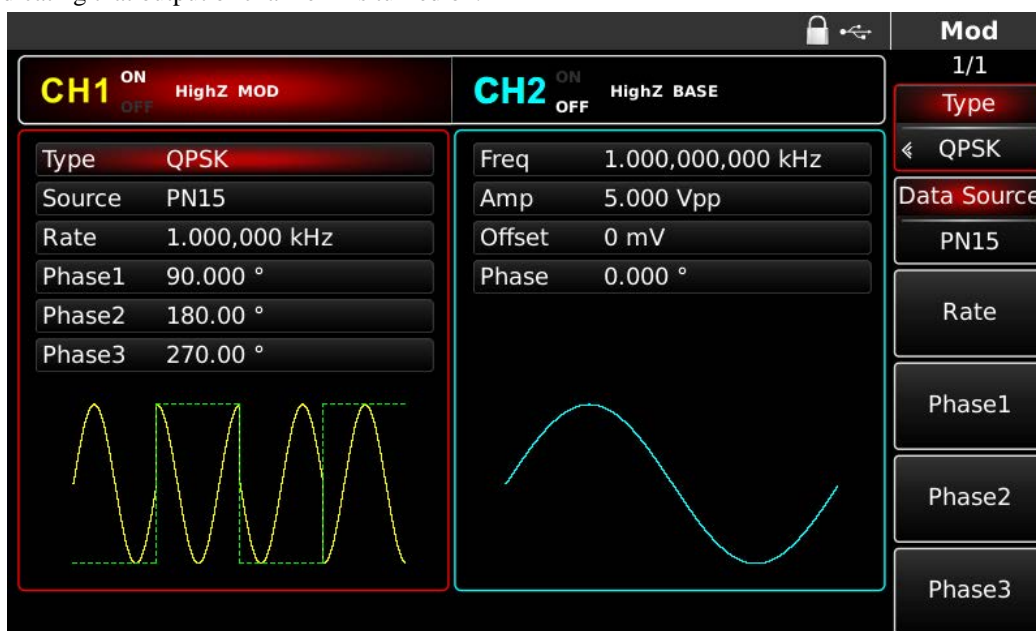 Mod
1/1
CH1 ON OFF HighZ MOD
CH2 ON OFF HighZ BASE
Type QPSK
Source PN15
Rate 1.000,000 kHz
Phase1 90.000 °
Phase2 180.00 °
Phase3 270.00 °
Freq 1.000,000,000 kHz
Amp 5.000 Vpp
Offset 0 mV
Phase 0.000 °
Type
QPSK
Data Source
PN15
Rate
Phase1
Phase2
Phase3